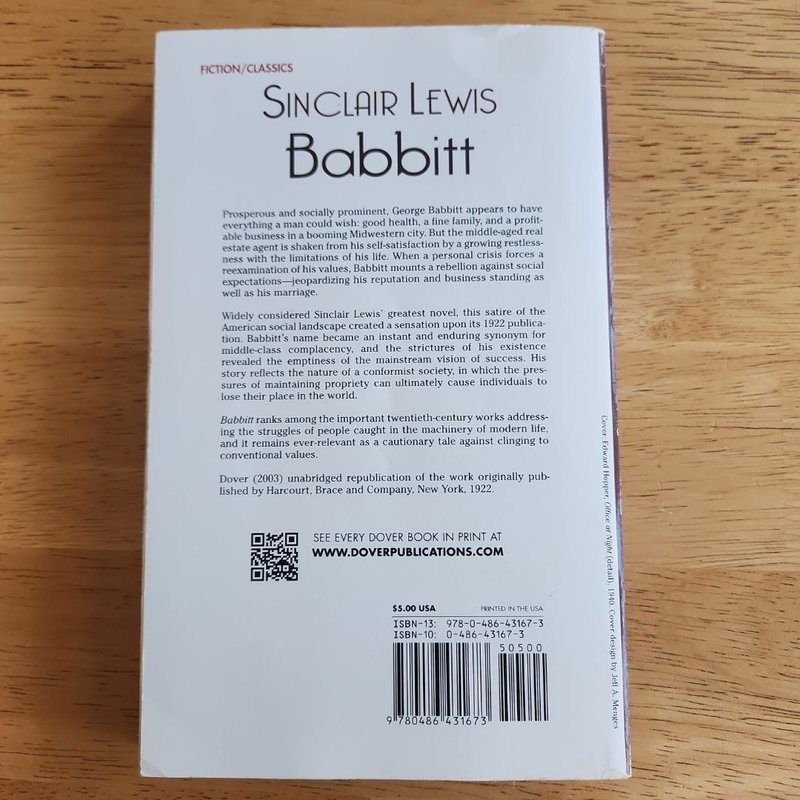 FICTION/CLASSICS
SINCLAIR LEWIS
Babbitt
Prosperous and socially prominent, George Babbitt appears to have
everything a man could wish: good health, a fine family, and a profit-
able business in a booming Midwestern city. But the middle-aged real
estate agent is shaken from his self-satisfaction by a growing restless-
ness with the limitations of his life. When a personal crisis forces a
reexamination of his values, Babbitt mounts a rebellion against social
expectations—jeopardizing his reputation and business standing as
well as his marriage.
Widely considered Sinclair Lewis' greatest novel, this satire of the
American social landscape created a sensation upon its 1922 publica-
tion. Babbitt's name became an instant and enduring synonym for
middle-class complacency, and the strictures of his existence
revealed the emptiness of the mainstream vision of success. His
story reflects the nature of a conformist society, in which the pres-
sures of maintaining propriety can ultimately cause individuals to
lose their place in the world.
Babbitt ranks among the important twentieth-century works address-
ing the struggles of people caught in the machinery of modern life,
and it remains ever-relevant as a cautionary tale against clinging to
conventional values.
Dover (2003) unabridged republication of the work originally pub-
lished by Harcourt, Brace and Company, New York, 1922.
SEE EVERY DOVER BOOK IN PRINT AT
WWW.DOVERPUBLICATIONS.COM
$5.00 USA PRINTED IN THE USA
ISBN-13: 978-0-486-43167-3
ISBN-10: 0-486-43167-3
50500
9 780486 431673
Cover: Edward Hopper, Office at Night (detail), 1940. Cover design by Jeff A. Menges